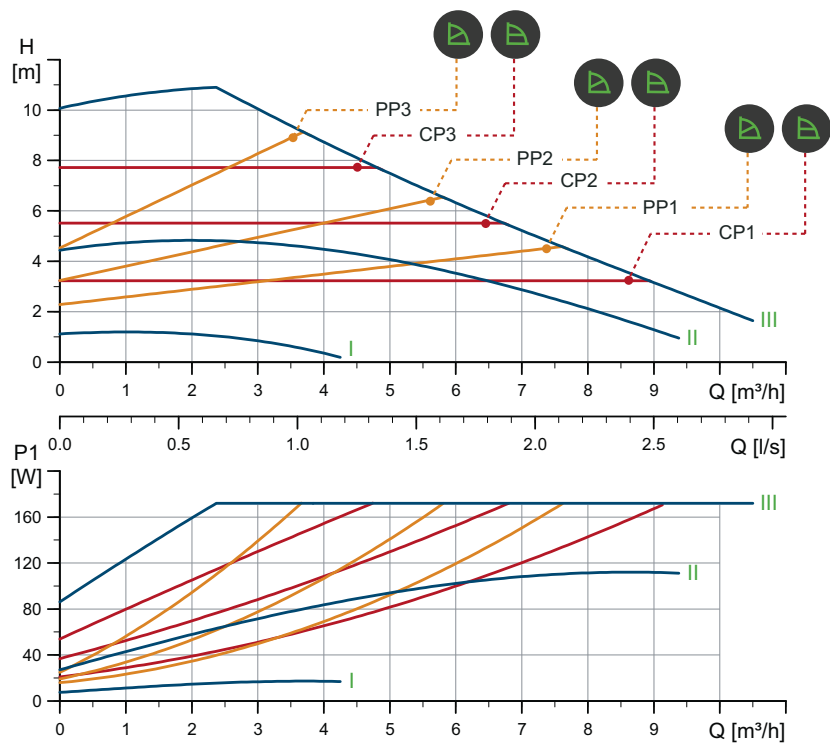 H
[m]
10
8
6
4
2
0
PP3
CP3
PP2
CP2
PP1
CP1
III
II
I
0 1 2 3 4 5 6 7 8 9 Q [m³/h]
0.0 0.5 1.0 1.5 2.0 2.5 Q [l/s]
P1
[W]
160
120
80
40
0
III
II
I
0 1 2 3 4 5 6 7 8 9 Q [m³/h]